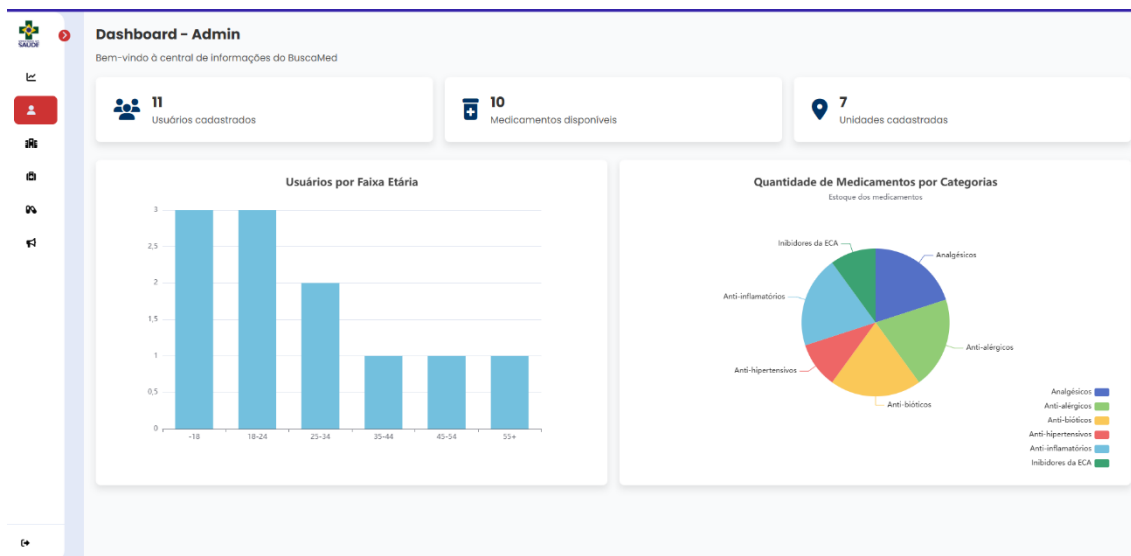 SAÚDE
Dashboard - Admin
Bem-vindo à central de informações do BuscaMed
11
Usuários cadastrados
10
Medicamentos disponíveis
7
Unidades cadastradas
Usuários por Faixa Etária
3
2,5
2
1,5
1
0,5
0
-18 18-24 25-34 35-44 45-54 55+
Quantidade de Medicamentos por Categorias
Estoque dos medicamentos
Inibidores da ECA
Analgésicos
Anti-inflamatórios
Anti-alérgicos
Anti-hipertensivos
Anti-bióticos
Analgésicos
Anti-alérgicos
Anti-bióticos
Anti-hipertensivos
Anti-inflamatórios
Inibidores da ECA